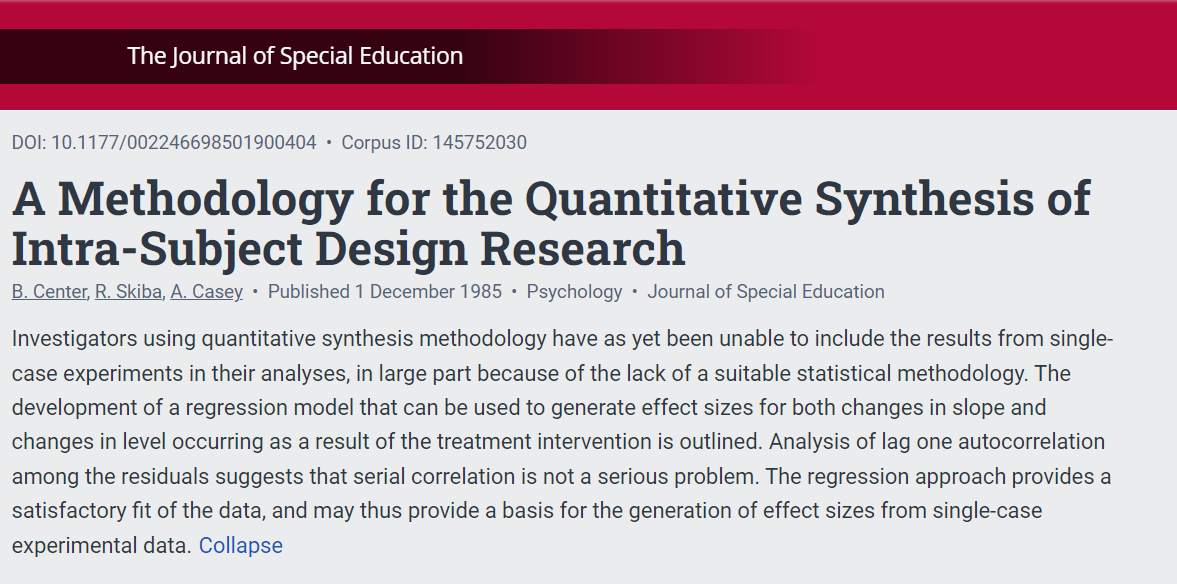 The Journal of Special Education
DOI: 10.1177/002246698501900404 • Corpus ID: 145752030
A Methodology for the Quantitative Synthesis of
Intra-Subject Design Research
B. Center, R. Skiba, A. Casey • Published 1 December 1985 • Psychology • Journal of Special Education
Investigators using quantitative synthesis methodology have as yet been unable to include the results from single-
case experiments in their analyses, in large part because of the lack of a suitable statistical methodology. The
development of a regression model that can be used to generate effect sizes for both changes in slope and
changes in level occurring as a result of the treatment intervention is outlined. Analysis of lag one autocorrelation
among the residuals suggests that serial correlation is not a serious problem. The regression approach provides a
satisfactory fit of the data, and may thus provide a basis for the generation of effect sizes from single-case
experimental data. Collapse